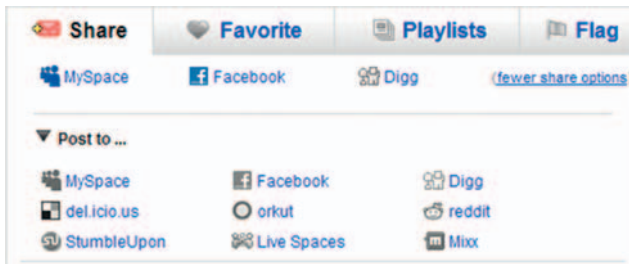 Share Favorite Playlists Flag
MySpace Facebook Digg (fewer share options
Post to ...
MySpace Facebook Digg
del.icio.us orkut reddit
StumbleUpon Live Spaces Mixx